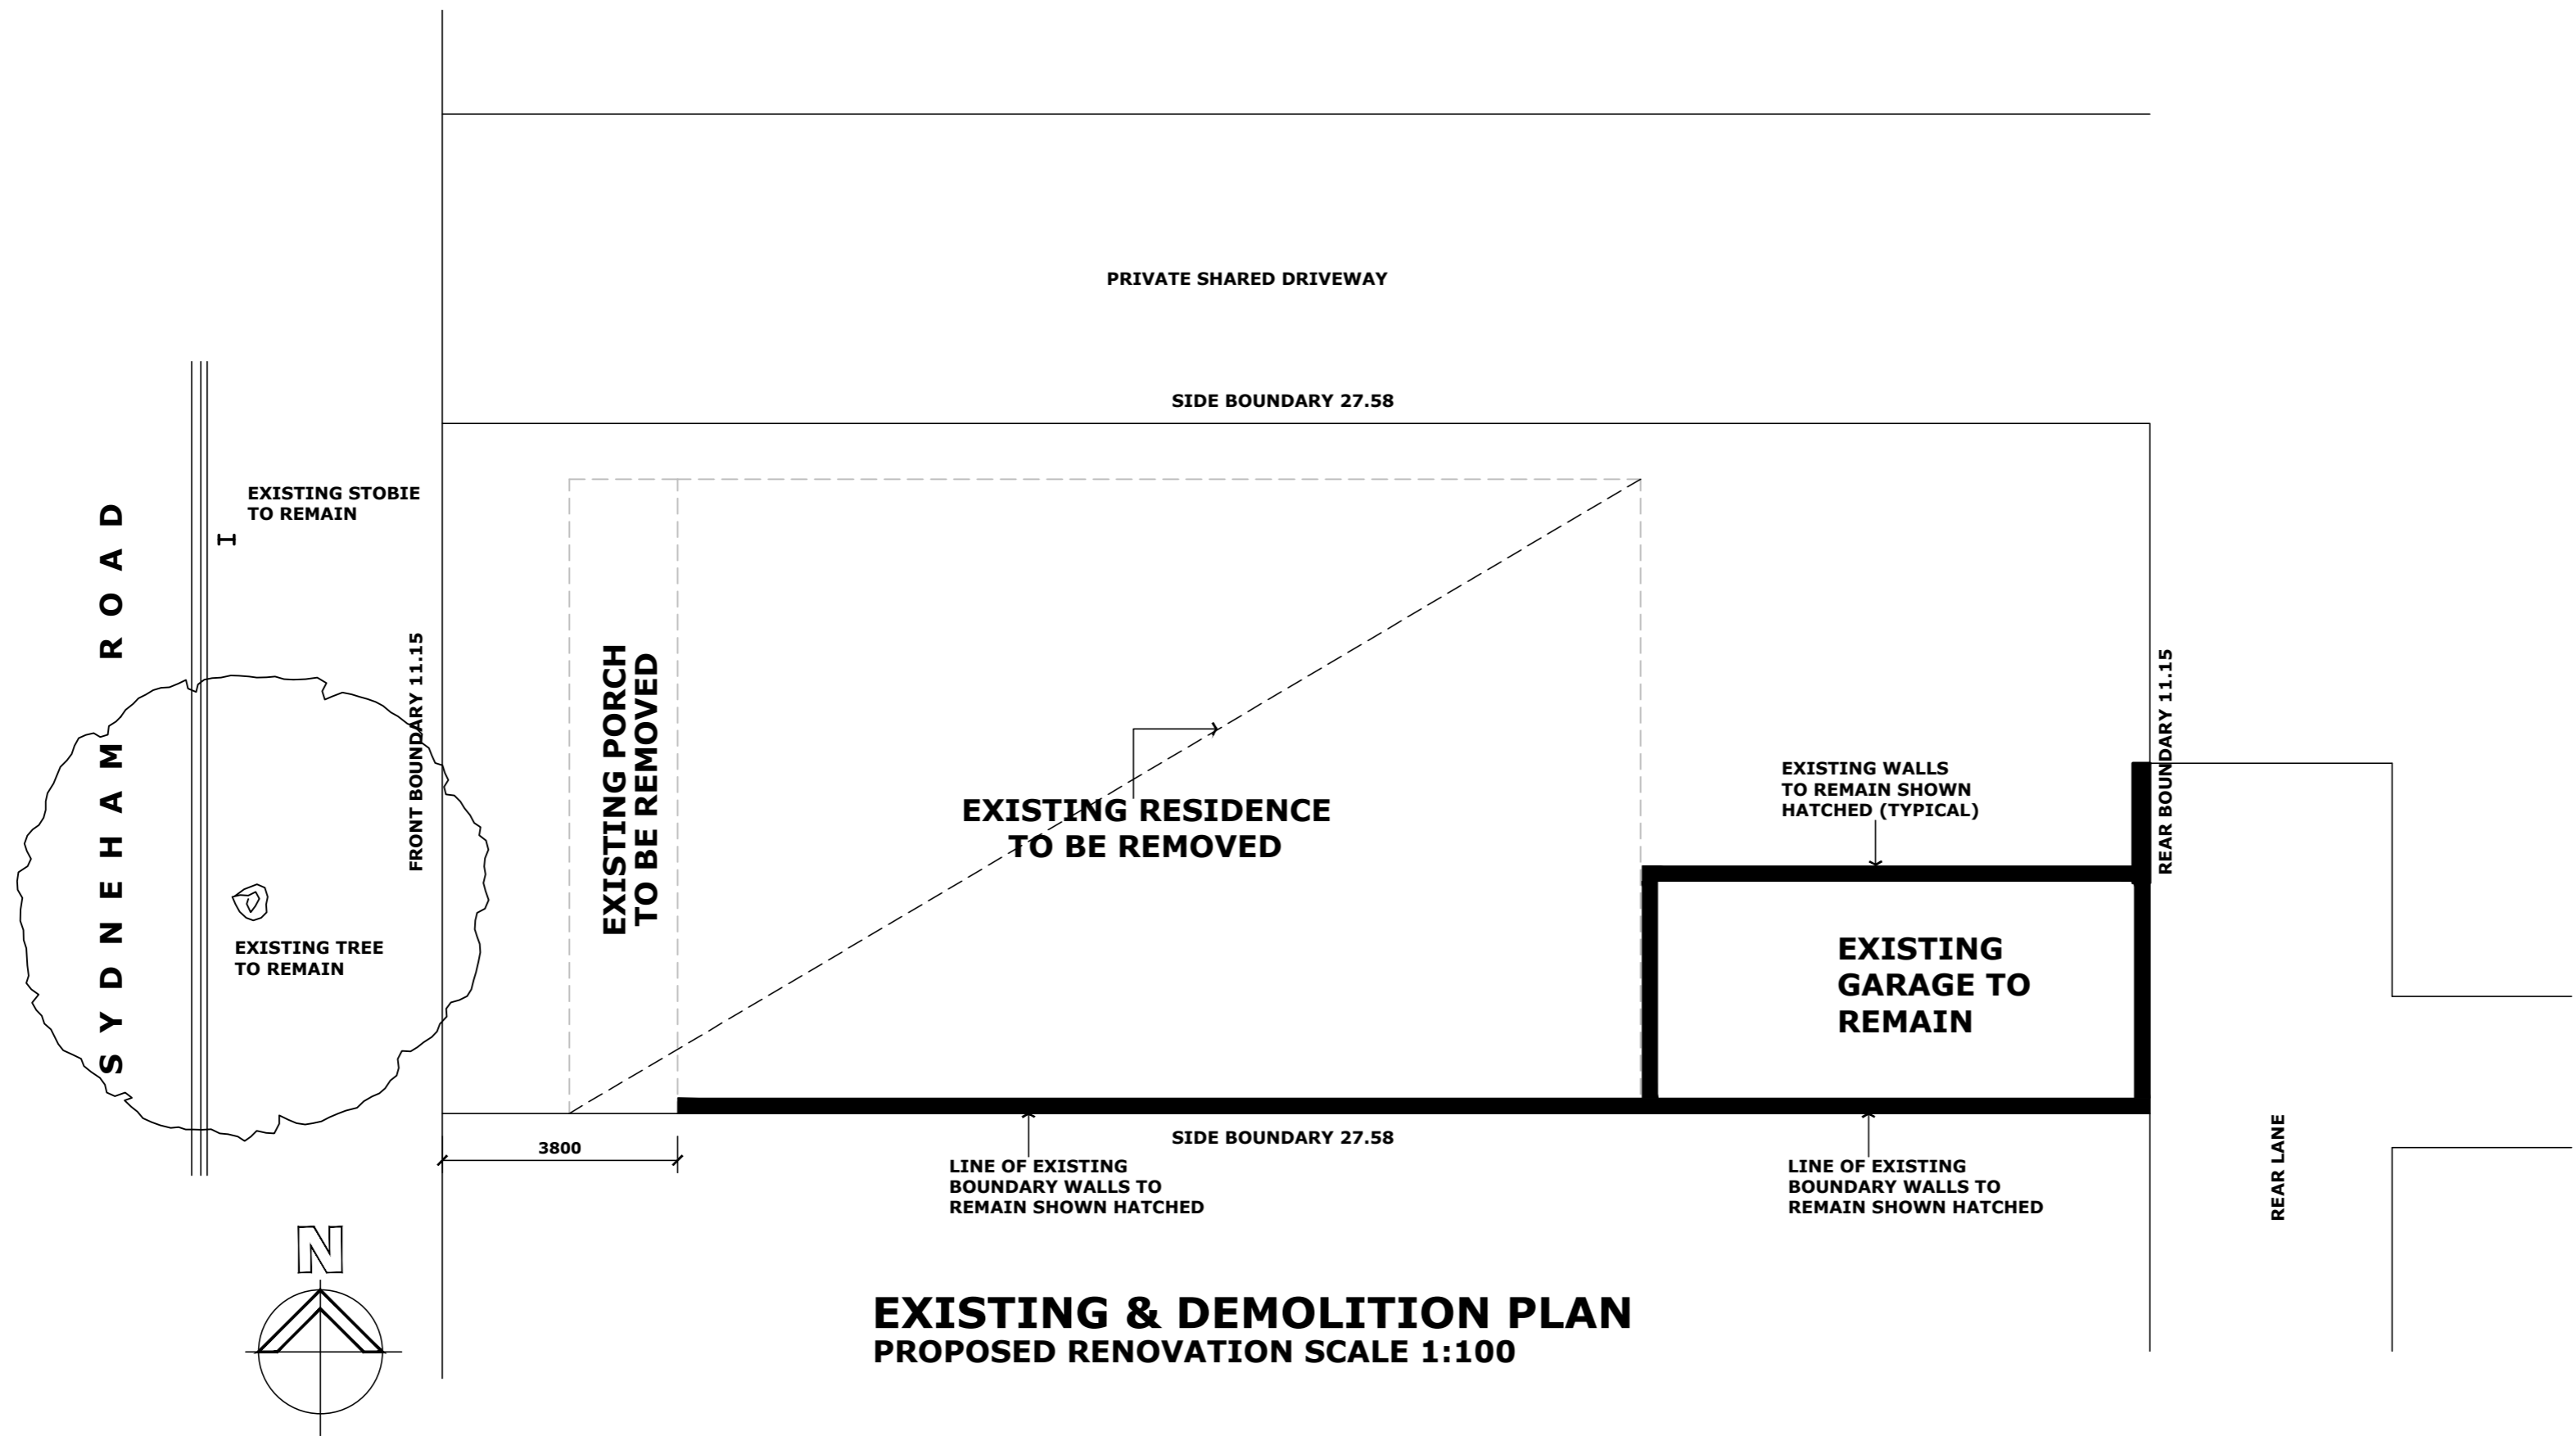 PRIVATE SHARED DRIVEWAY
SIDE BOUNDARY 27.58
EXISTING STOBIE
TO REMAIN
SYDNEHAM ROAD
FRONT BOUNDARY 11.15
EXISTING TREE
TO REMAIN
EXISTING PORCH
TO BE REMOVED
EXISTING RESIDENCE
TO BE REMOVED
EXISTING WALLS
TO REMAIN SHOWN
HATCHED (TYPICAL)
REAR BOUNDARY 11.15
EXISTING
GARAGE TO
REMAIN
3800
SIDE BOUNDARY 27.58
LINE OF EXISTING
BOUNDARY WALLS TO
REMAIN SHOWN HATCHED
LINE OF EXISTING
BOUNDARY WALLS TO
REMAIN SHOWN HATCHED
REAR LANE
N
EXISTING & DEMOLITION PLAN
PROPOSED RENOVATION SCALE 1:100